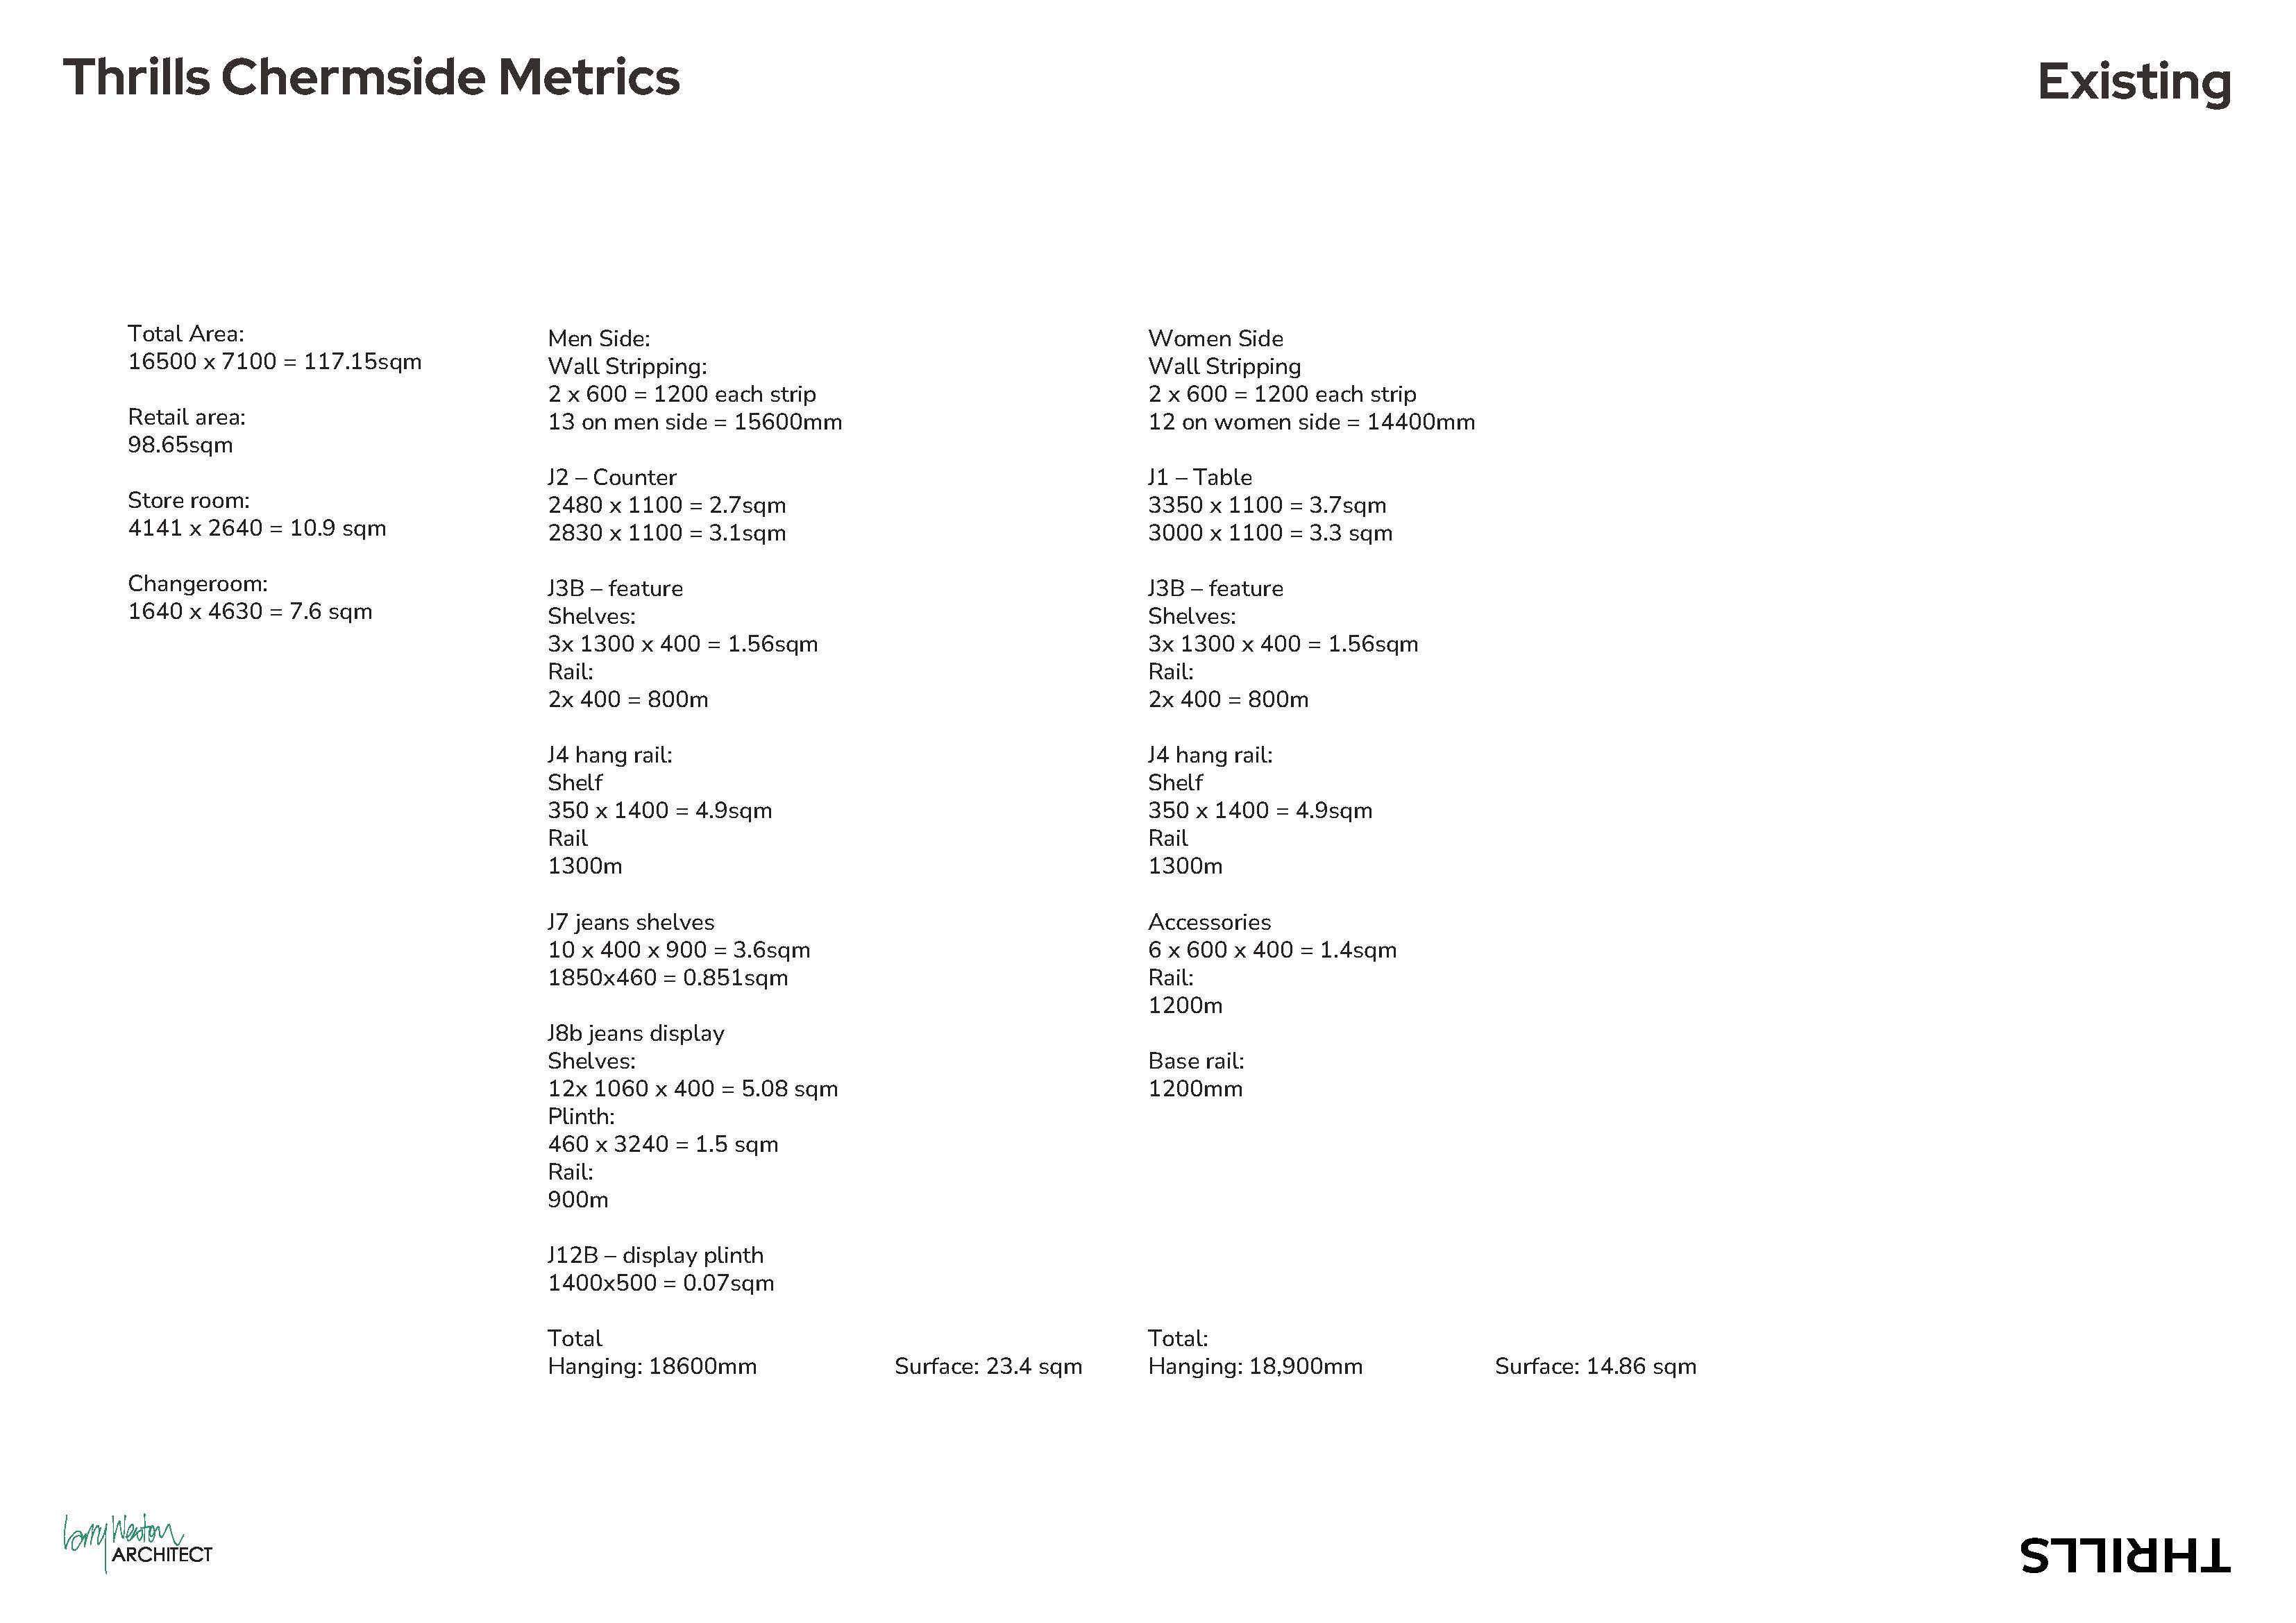 Thrills Chermside Metrics
Existing
Total Area:
16500 x 7100 = 117.15sqm
Retail area:
98.65sqm
Store room:
4141 x 2640 = 10.9 sqm
Changeroom:
1640 x 4630 = 7.6 sqm
Men Side:
Wall Stripping:
2 x 600 = 1200 each strip
13 on men side = 15600mm
J2 – Counter
2480 x 1100 = 2.7sqm
2830 x 1100 = 3.1sqm
J3B – feature
Shelves:
3x 1300 x 400 = 1.56sqm
Rail:
2x 400 = 800m
J4 hang rail:
Shelf
350 x 1400 = 4.9sqm
Rail
1300m
J7 jeans shelves
10 x 400 x 900 = 3.6sqm
1850x460 = 0.851sqm
J8b jeans display
Shelves:
12x 1060 x 400 = 5.08 sqm
Plinth:
460 x 3240 = 1.5 sqm
Rail:
900m
J12B – display plinth
1400x500 = 0.07sqm
Total
Hanging: 18600mm
Surface: 23.4 sqm
Women Side
Wall Stripping
2 x 600 = 1200 each strip
12 on women side = 14400mm
J1 – Table
3350 x 1100 = 3.7sqm
3000 x 1100 = 3.3 sqm
J3B – feature
Shelves:
3x 1300 x 400 = 1.56sqm
Rail:
2x 400 = 800m
J4 hang rail:
Shelf
350 x 1400 = 4.9sqm
Rail
1300m
Accessories
6 x 600 x 400 = 1.4sqm
Rail:
1200m
Base rail:
1200mm
Total:
Hanging: 18,900mm
Surface: 14.86 sqm
Larry Weston
ARCHITECT
THRILLS